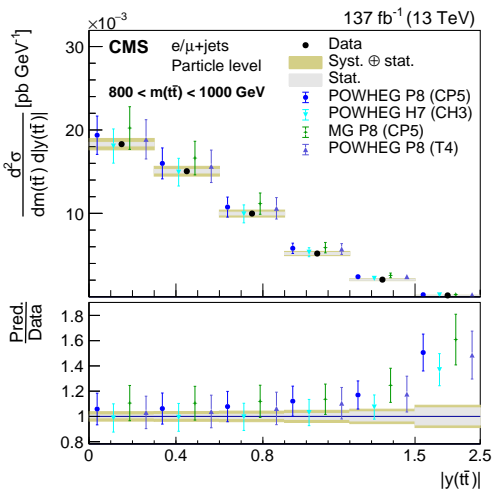 ×10⁻³
137 fb⁻¹ (13 TeV)
CMS
e/μ+jets
Particle level
800 < m(tt̄) < 1000 GeV
Data
Syst. ⊕ stat.
Stat.
POWHEG P8 (CP5)
POWHEG H7 (CH3)
MG P8 (CP5)
POWHEG P8 (T4)
d²σ
dm(tt̄) d|y(tt̄)|
[pb GeV⁻¹]
30
20
10
Pred.
Data
1.8
1.6
1.4
1.2
1.0
0.8
0 0.4 0.8 1.5 2.5
|y(tt̄)|